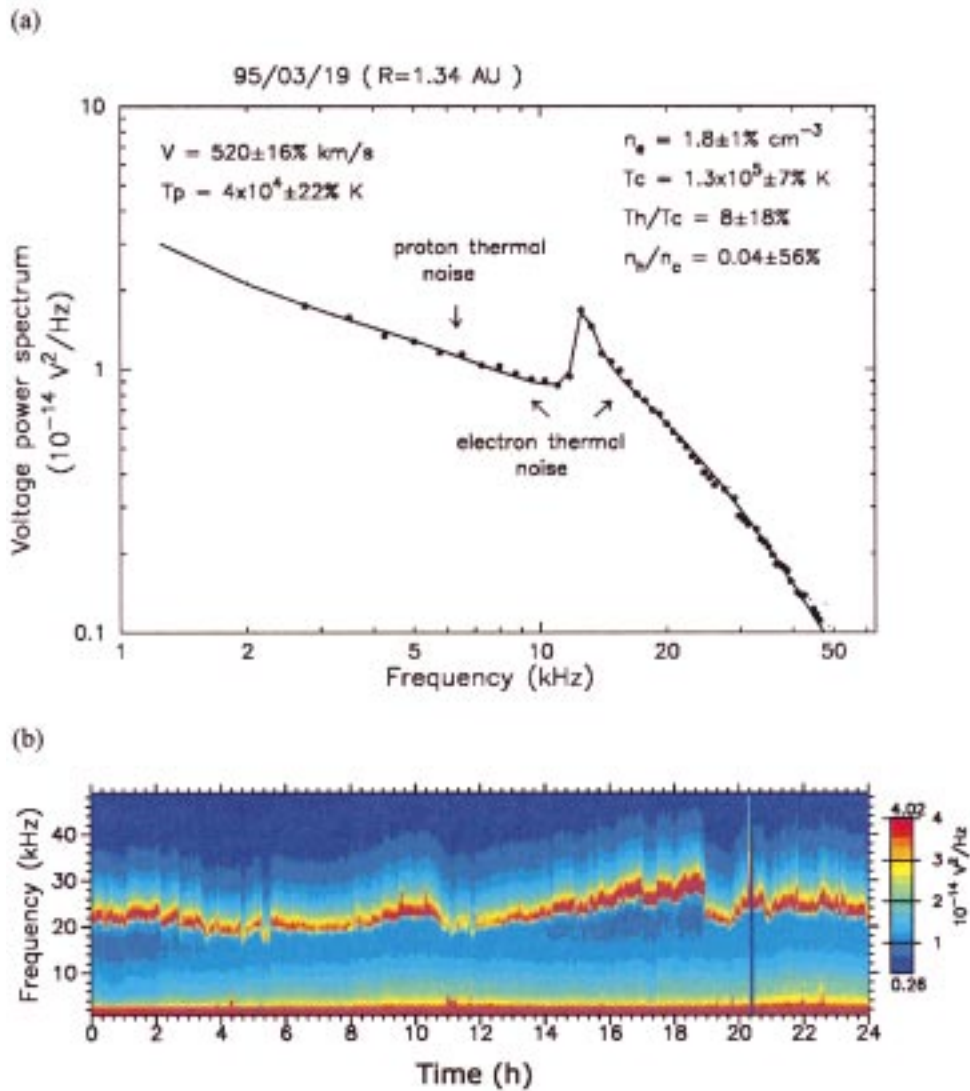 (a)
95/03/19 ( R=1.34 AU )
V = 520±16% km/s
Tp = 4x10⁴±22% K
nₑ = 1.8±1% cm⁻³
Tc = 1.3x10⁵±7% K
Th/Tc = 8±18%
nₕ/n꜀ = 0.04±56%
proton thermal
noise
electron thermal
noise
Voltage power spectrum
(10⁻¹⁴ V²/Hz)
10
1
0.1
1 2 5 10 20 50
Frequency (kHz)
(b)
Frequency (kHz)
40
30
20
10
0 2 4 6 8 10 12 14 16 18 20 22 24
Time (h)
4.02
4
3
2
1
0.26
10⁻¹⁴ V²/Hz